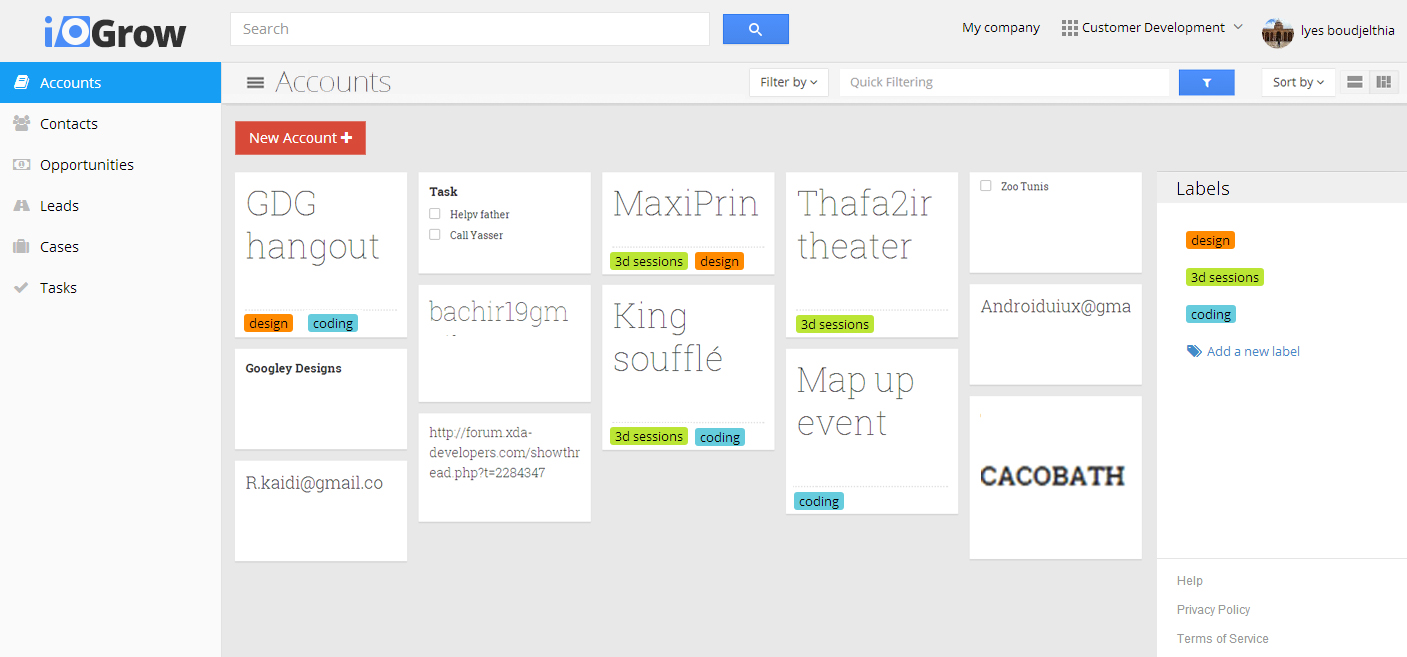 i/OGrow
Search
My company
Customer Development
lyes boudjelthia
Accounts
Contacts
Opportunities
Leads
Cases
Tasks
Accounts
Filter by
Quick Filtering
Sort by
New Account +
GDG
hangout
design
coding
Googley Designs
R.kaidi@gmail.co
Task
Helpv father
Call Yasser
bachir19gm
http://forum.xda-
developers.com/showthr
ead.php?t=2284347
MaxiPrin
3d sessions
design
King
soufflé
3d sessions
coding
Thafa2ir
theater
3d sessions
Map up
event
coding
Zoo Tunis
Androiduiux@gma
CACOBATH
Labels
design
3d sessions
coding
Add a new label
Help
Privacy Policy
Terms of Service